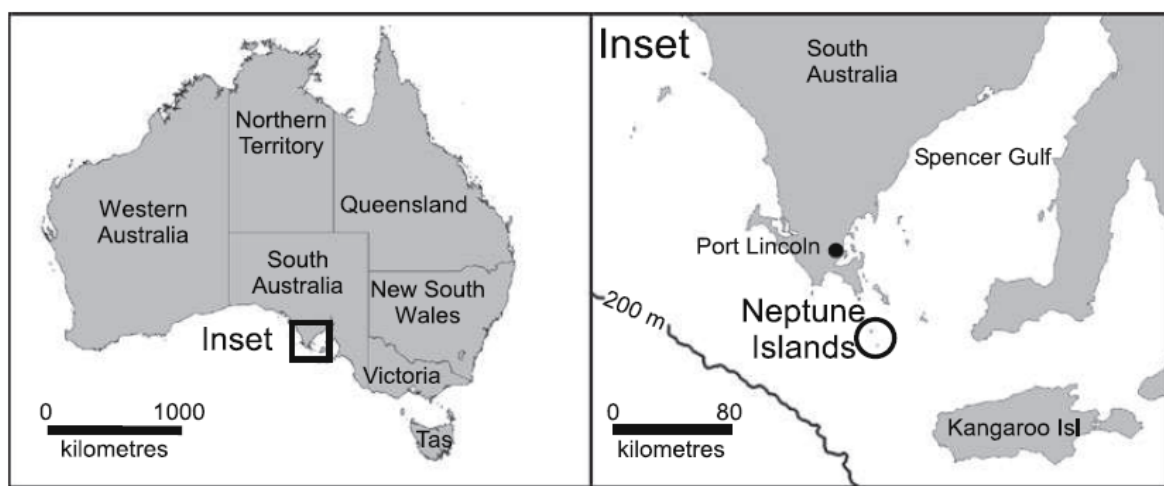 Northern
Territory
Western
Australia
Queensland
South
Australia
New South
Wales
Inset
Victoria
Tas
0 1000
kilometres
Inset
South
Australia
Spencer Gulf
Port Lincoln
200 m
Neptune
Islands
0 80
kilometres
Kangaroo Isl